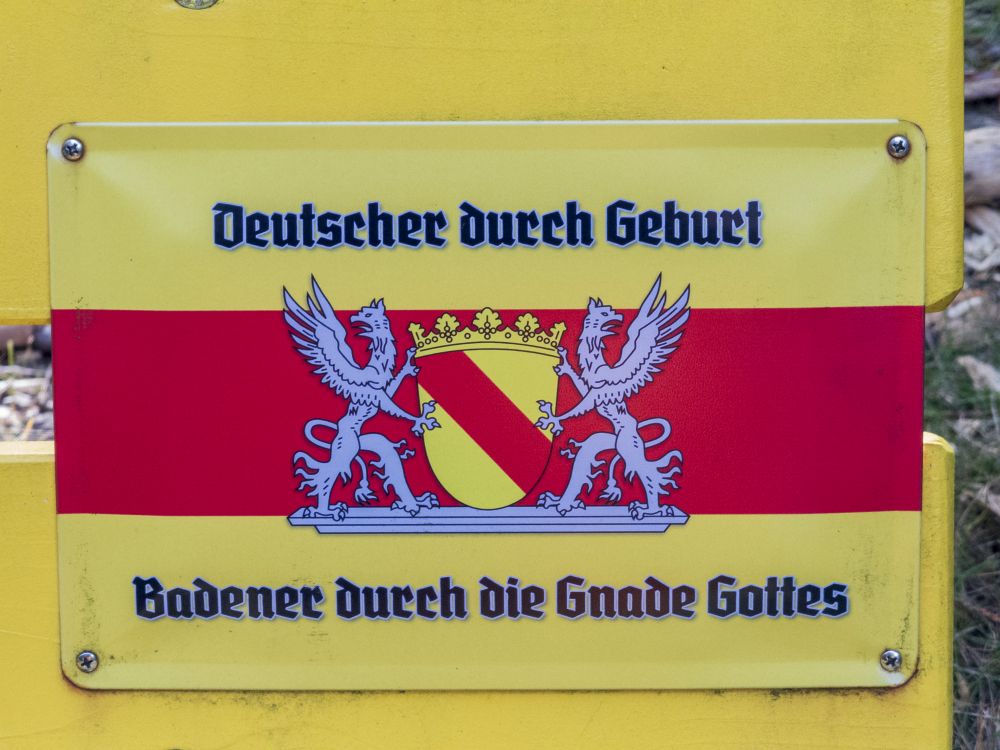 Deutscher durch Geburt
Badener durch die Gnade Gottes